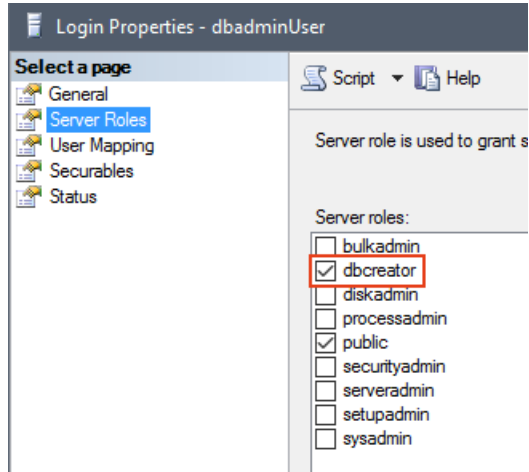 Login Properties - dbadminUser
Select a page
General
Server Roles
User Mapping
Securables
Status
Script Help
Server role is used to grant s
Server roles:
bulkadmin
dbcreator
diskadmin
processadmin
public
securityadmin
serveradmin
setupadmin
sysadmin